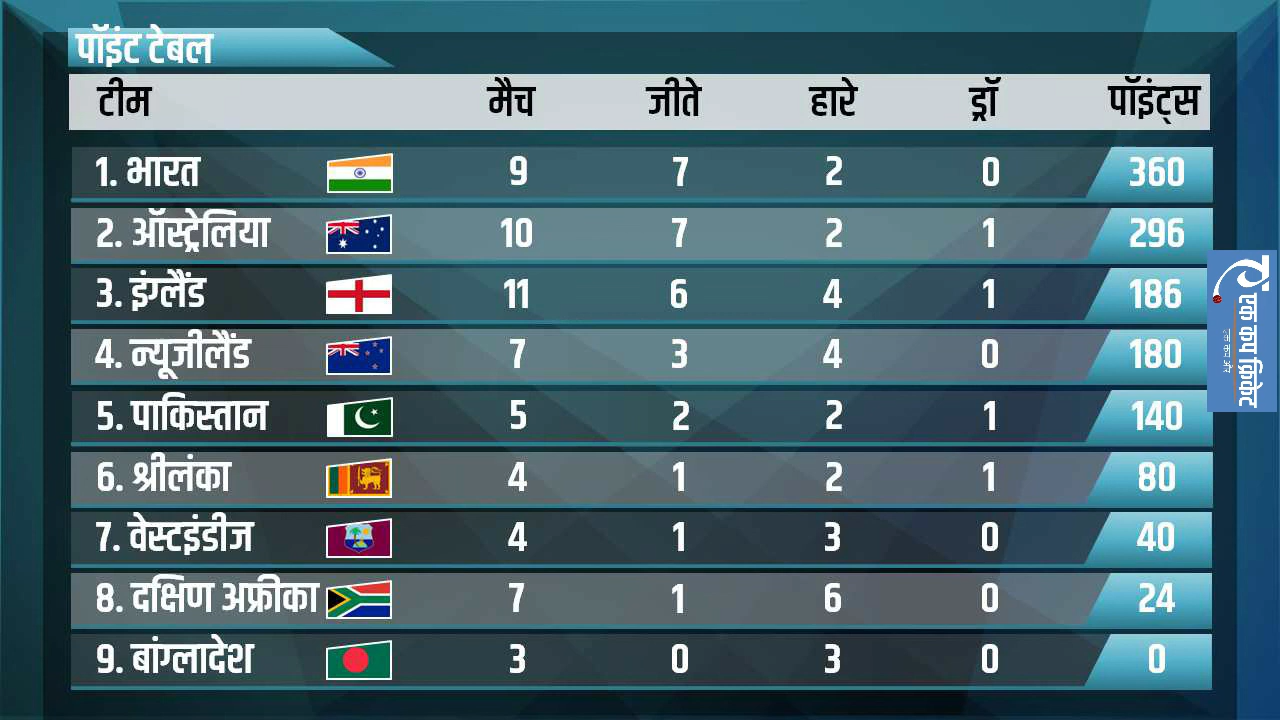 पॉइंट टेबल
टीम मैच जीते हारे ड्रॉ पॉइंट्स
1. भारत 9 7 2 0 360
2. ऑस्ट्रेलिया 10 7 2 1 296
3. इंग्लैंड 11 6 4 1 186
4. न्यूजीलैंड 7 3 4 0 180
5. पाकिस्तान 5 2 2 1 140
6. श्रीलंका 4 1 2 1 80
7. वेस्टइंडीज 4 1 3 0 40
8. दक्षिण अफ्रीका 7 1 6 0 24
9. बांग्लादेश 3 0 3 0 0